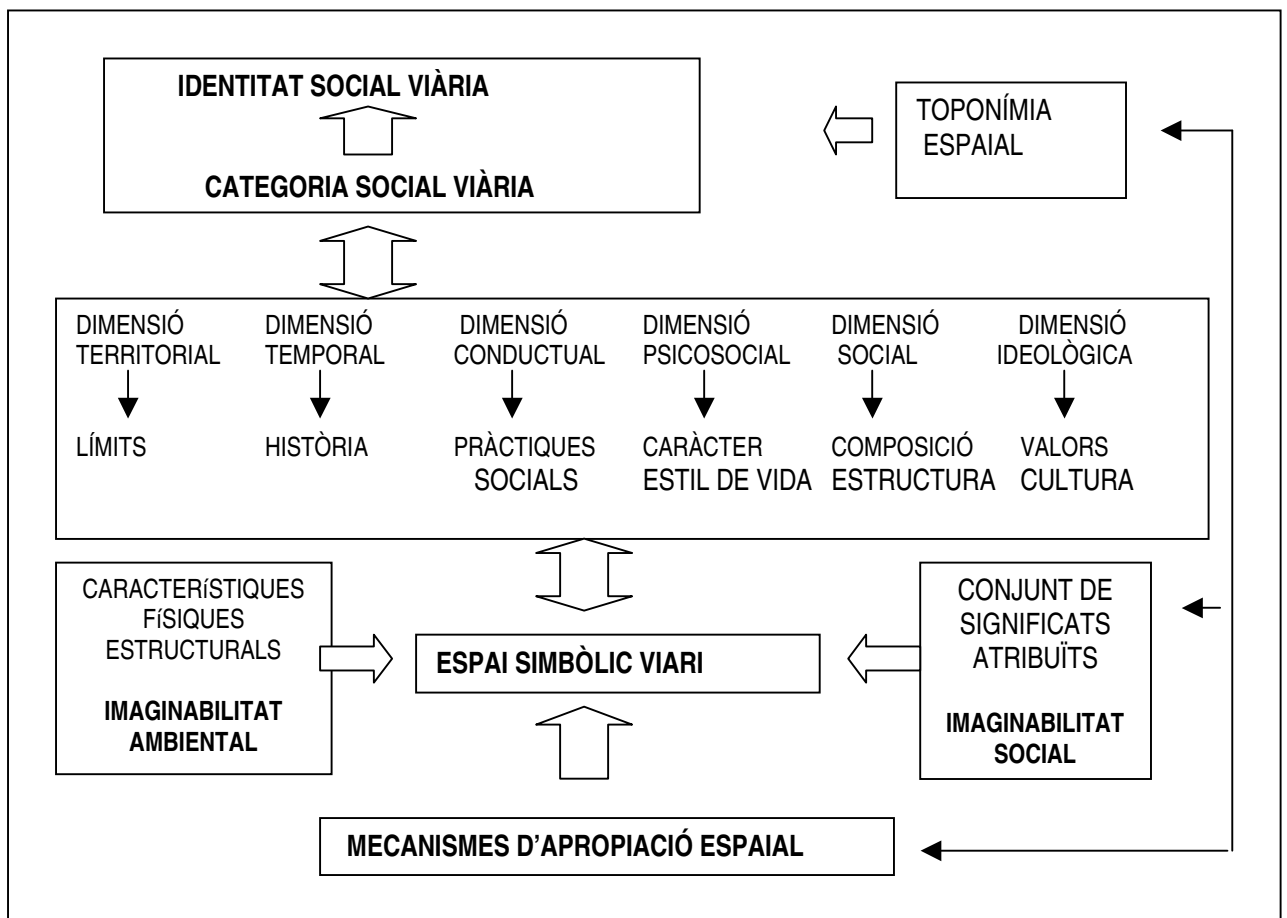 IDENTITAT SOCIAL VIÀRIA
CATEGORIA SOCIAL VIÀRIA
TOPONÍMIA
ESPAIAL
DIMENSIÓ
TERRITORIAL
LÍMITS
DIMENSIÓ
TEMPORAL
HISTÒRIA
DIMENSIÓ
CONDUCTUAL
PRÀCTIQUES
SOCIALS
DIMENSIÓ
PSICOSOCIAL
CARÀCTER
ESTIL DE VIDA
DIMENSIÓ
SOCIAL
COMPOSICIÓ
ESTRUCTURA
DIMENSIÓ
IDEOLÒGICA
VALORS
CULTURA
CARACTERíSTIQUES
FíSIQUES
ESTRUCTURALS
IMAGINABILITAT
AMBIENTAL
ESPAI SIMBÒLIC VIARI
CONJUNT DE
SIGNIFICATS
ATRIBUÏTS
IMAGINABILITAT
SOCIAL
MECANISMES D'APROPIACIÓ ESPAIAL